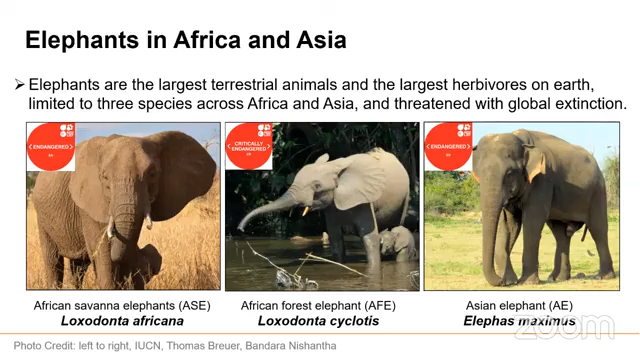 Elephants in Africa and Asia
➢ Elephants are the largest terrestrial animals and the largest herbivores on earth,
limited to three species across Africa and Asia, and threatened with global extinction.
< ENDANGERED >
EN
< CRITICALLY ENDANGERED >
CR
< ENDANGERED >
EN
African savanna elephants (ASE)
Loxodonta africana
African forest elephant (AFE)
Loxodonta cyclotis
Asian elephant (AE)
Elephas maximus
zoom
Photo Credit: left to right, IUCN, Thomas Breuer, Bandara Nishantha